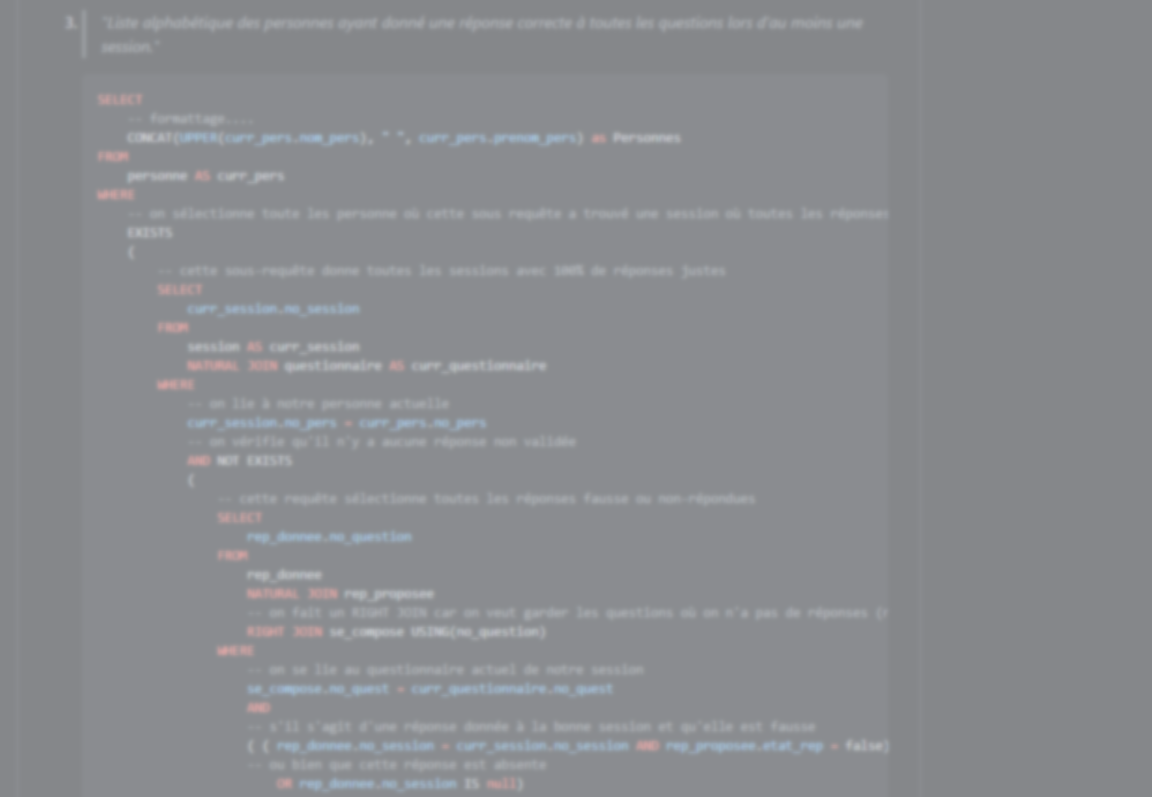 3. "Liste alphabétique des personnes ayant donné une réponse correcte à toutes les questions lors d'au moins une
session."
SELECT
-- formattage....
CONCAT(UPPER(curr_pers.nom_pers), " ", curr_pers.prenom_pers) as Personnes
FROM
personne AS curr_pers
WHERE
-- on sélectionne toute les personne où cette sous requête a trouvé une session où toutes les réponses
EXISTS
(
-- cette sous-requête donne toutes les sessions avec 100% de réponses justes
SELECT
curr_session.no_session
FROM
session AS curr_session
NATURAL JOIN questionnaire AS curr_questionnaire
WHERE
-- on lie à notre personne actuelle
curr_session.no_pers = curr_pers.no_pers
-- on vérifie qu'il n'y a aucune réponse non validée
AND NOT EXISTS
(
-- cette requête sélectionne toutes les réponses fausse ou non-répondues
SELECT
rep_donnee.no_question
FROM
rep_donnee
NATURAL JOIN rep_proposee
-- on fait un RIGHT JOIN car on veut garder les questions où on n'a pas de réponses (
RIGHT JOIN se_compose USING(no_question)
WHERE
-- on se lie au questionnaire actuel de notre session
se_compose.no_quest = curr_questionnaire.no_quest
AND
-- s'il s'agit d'une réponse donnée à la bonne session et qu'elle est fausse
( ( rep_donnee.no_session = curr_session.no_session AND rep_proposee.etat_rep = false)
-- ou bien que cette réponse est absente
OR rep_donnee.no_session IS null)